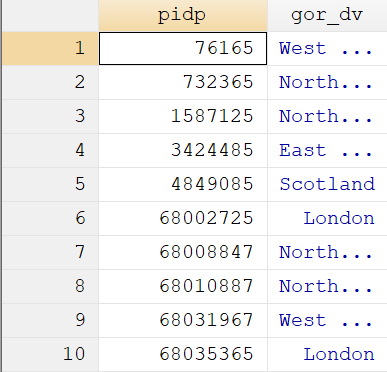 pidp gor_dv
1 76165 West ...
2 732365 North...
3 1587125 North...
4 3424485 East ...
5 4849085 Scotland
6 68002725 London
7 68008847 North...
8 68010887 North...
9 68031967 West ...
10 68035365 London